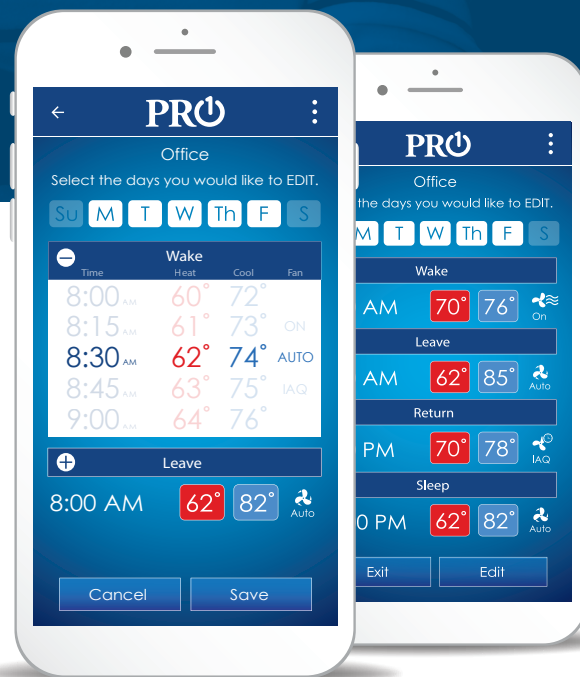 PRO1
Office
Select the days you would like to EDIT.
Su M T W Th F S
Wake
Time Heat Cool Fan
8:00 AM 60° 72°
8:15 AM 61° 73° ON
8:30 AM 62° 74° AUTO
8:45 AM 63° 75° IAQ
9:00 AM 64° 76°
Leave
8:00 AM 62° 82° Auto
Cancel Save
PRO1
Office
the days you would like to EDIT.
M T W Th F S
Wake
AM 70° 76° On
Leave
AM 62° 85° Auto
Return
PM 70° 78° IAQ
Sleep
0 PM 62° 82° Auto
Exit Edit